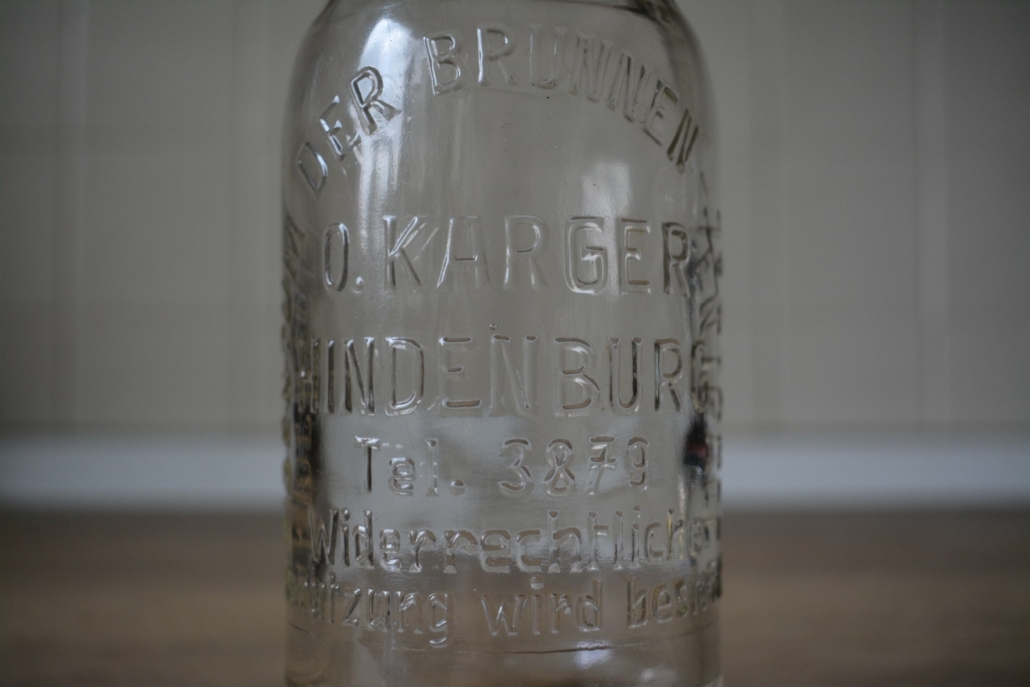 DER BRUNNEN
O. KARGER
HINDENBURG
Tel. 3879
Widerrechtliche
wird